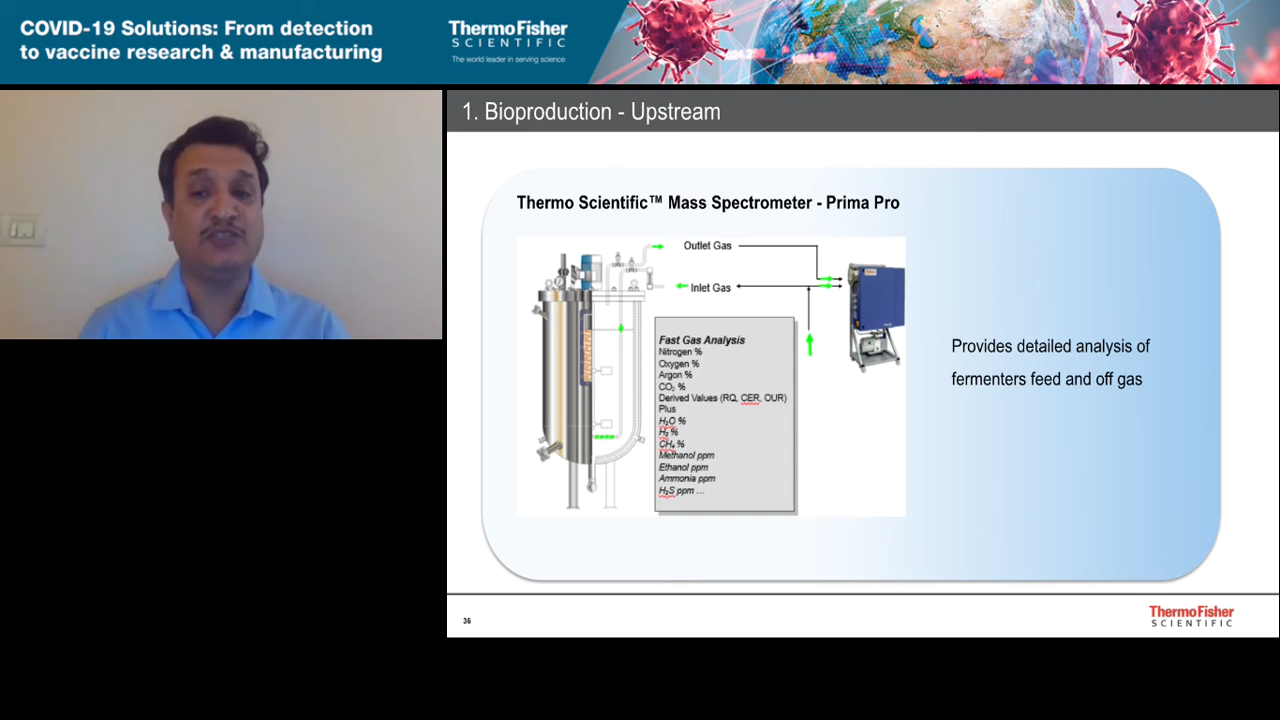 COVID-19 Solutions: From detection
to vaccine research & manufacturing
ThermoFisher
SCIENTIFIC
The world leader in serving science
1. Bioproduction - Upstream
Thermo Scientific™ Mass Spectrometer - Prima Pro
Outlet Gas
Inlet Gas
Fast Gas Analysis
Nitrogen %
Oxygen %
Argon %
CO₂ %
Derived Values (RQ, CER, OUR)
Plus
H₂O %
H₂ %
CH₄ %
Methanol ppm
Ethanol ppm
Ammonia ppm
H₂S ppm …
Provides detailed analysis of
fermenters feed and off gas
36
ThermoFisher
SCIENTIFIC